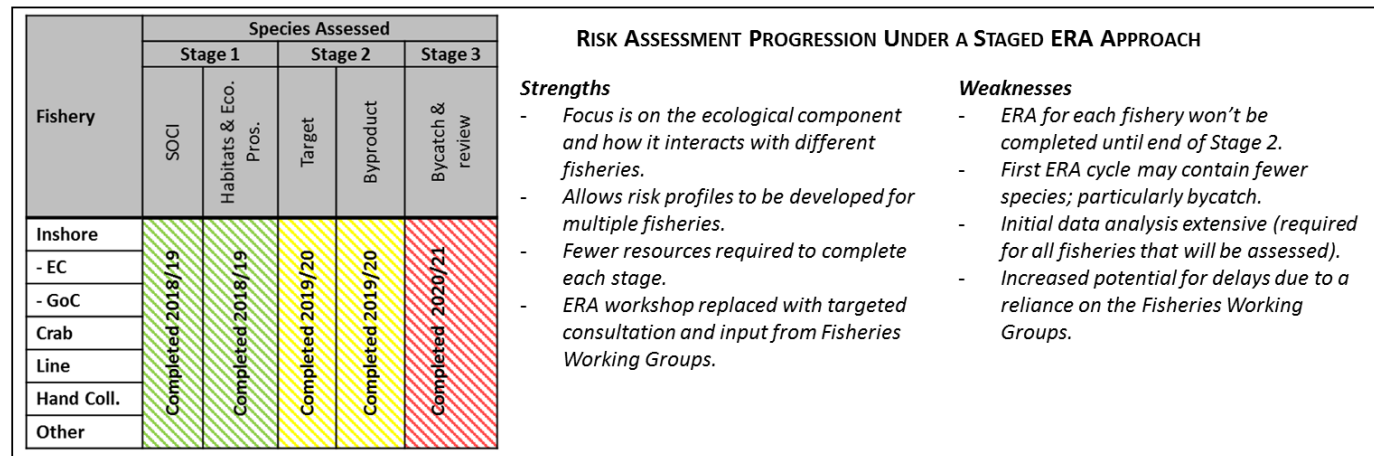 Species Assessed
Stage 1 Stage 2 Stage 3
Fishery
SOCI
Habitats & Eco.
Pros.
Target
Byproduct
Bycatch &
review
Inshore
- EC
- GoC
Crab
Line
Hand Coll.
Other
Completed 2018/19
Completed 2018/19
Completed 2019/20
Completed 2019/20
Completed 2020/21
RISK ASSESSMENT PROGRESSION UNDER A STAGED ERA APPROACH
Strengths
- Focus is on the ecological component
and how it interacts with different
fisheries.
- Allows risk profiles to be developed for
multiple fisheries.
- Fewer resources required to complete
each stage.
- ERA workshop replaced with targeted
consultation and input from Fisheries
Working Groups.
Weaknesses
- ERA for each fishery won't be
completed until end of Stage 2.
- First ERA cycle may contain fewer
species; particularly bycatch.
- Initial data analysis extensive (required
for all fisheries that will be assessed).
- Increased potential for delays due to a
reliance on the Fisheries Working
Groups.